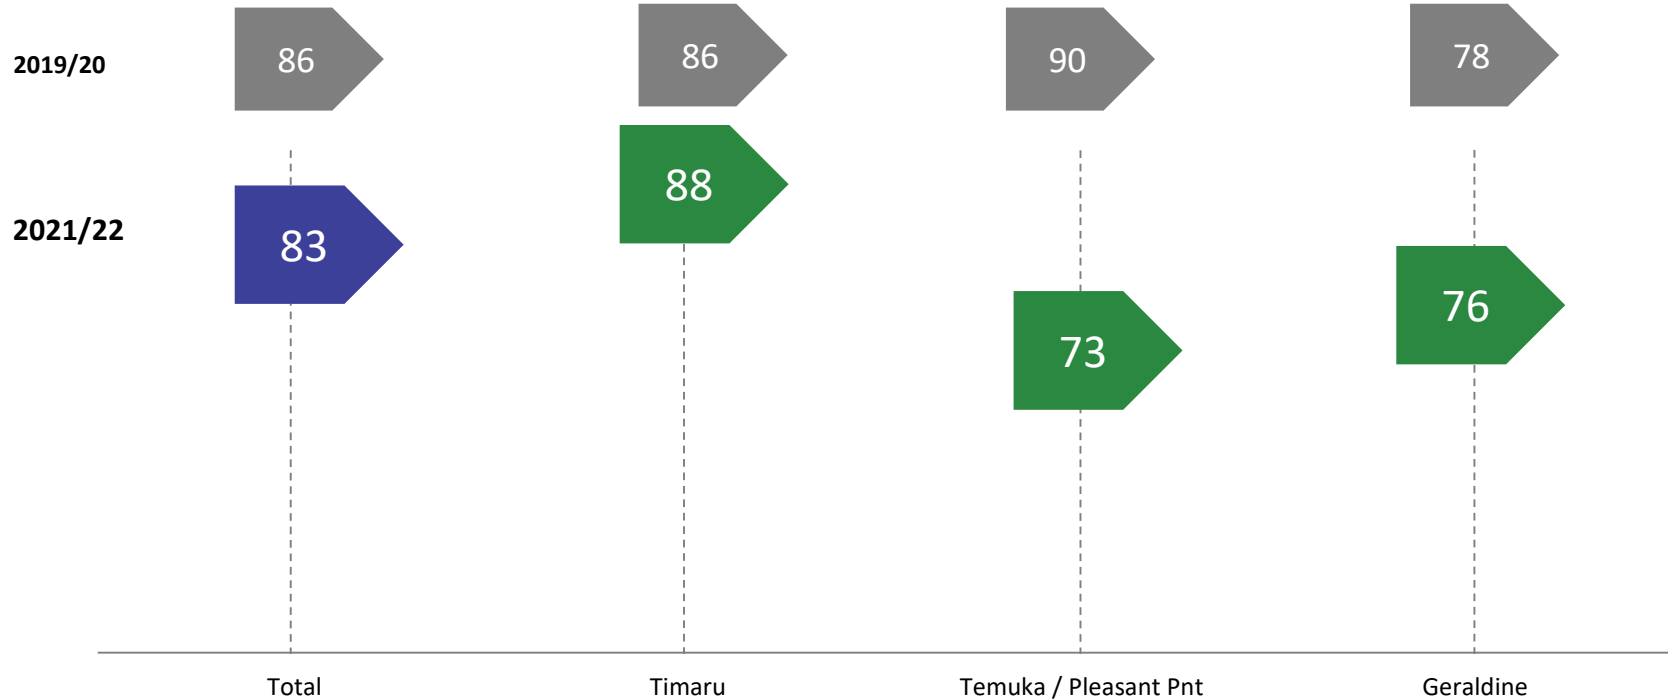 2019/20
86
86
90
78
2021/22
83
88
73
76
Total
Timaru
Temuka / Pleasant Pnt
Geraldine